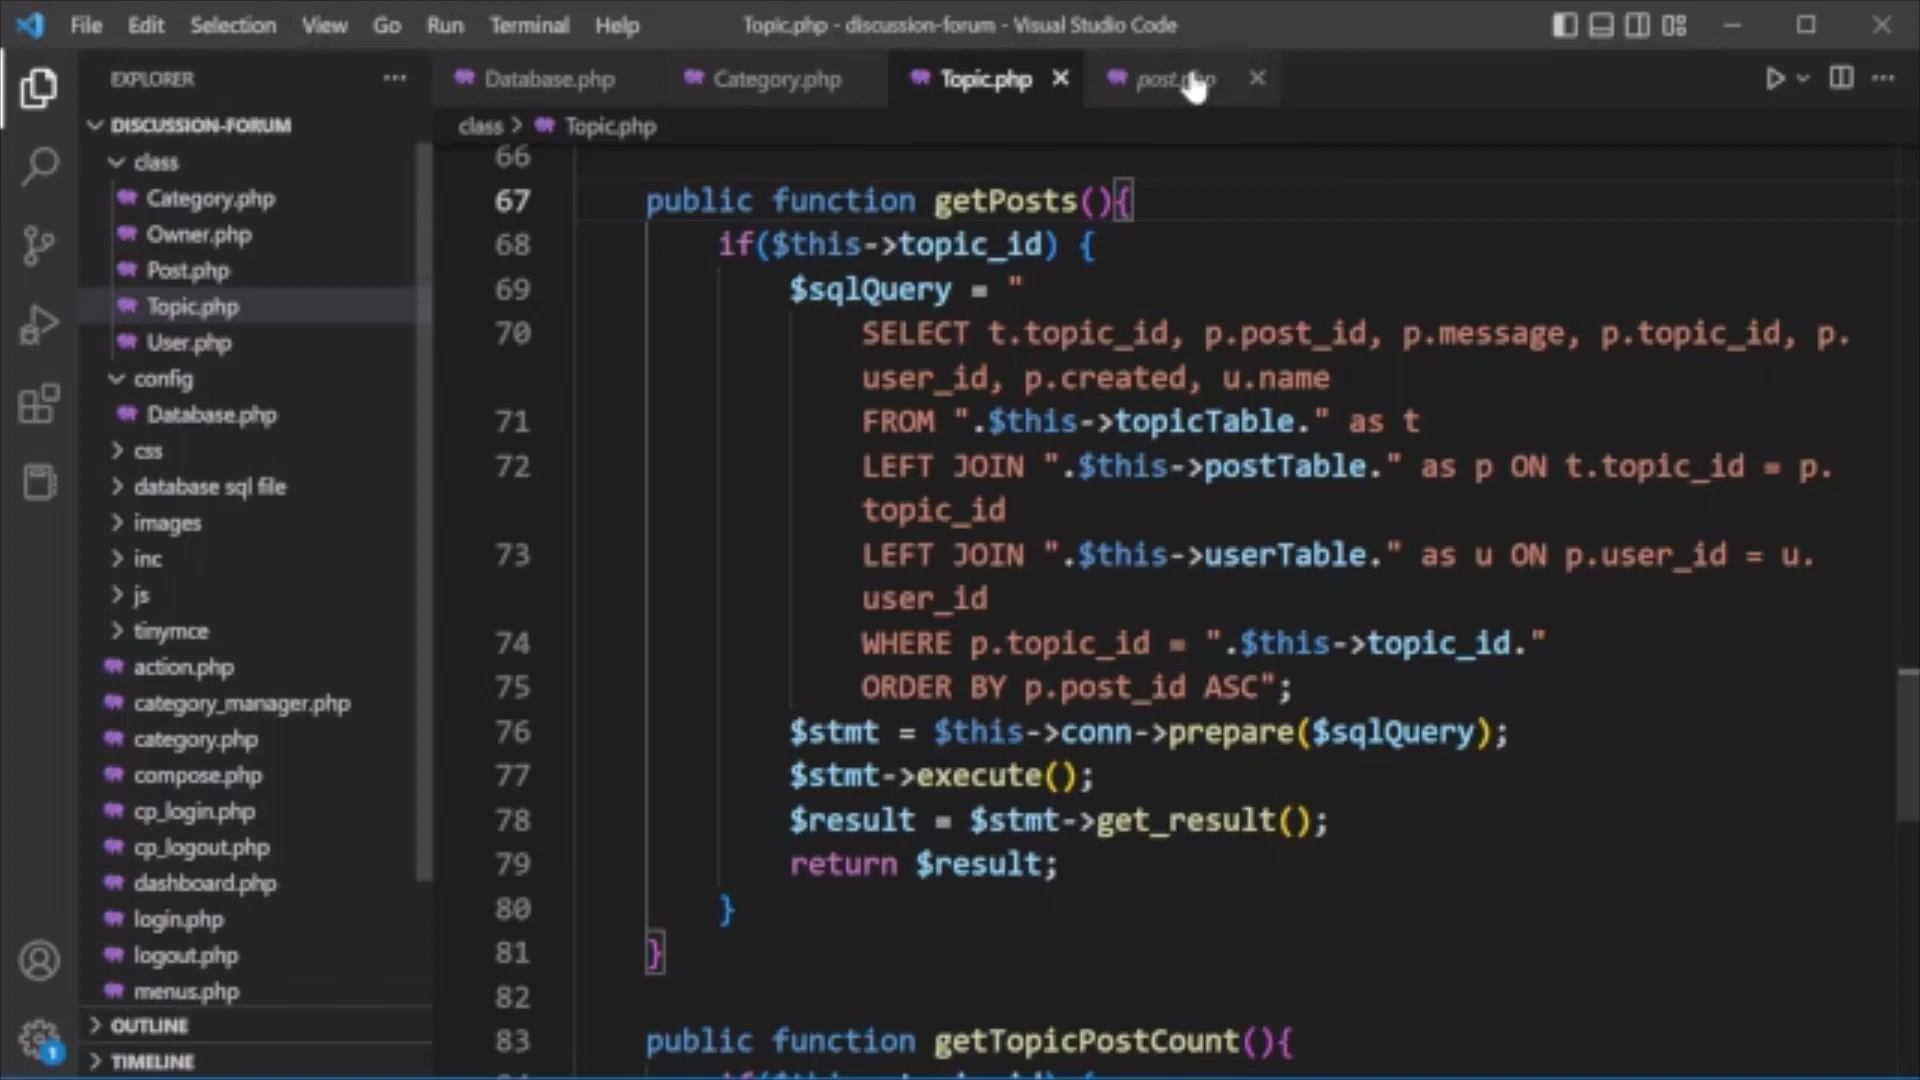 File Edit Selection View Go Run Terminal Help
Topic.php - discussion-forum - Visual Studio Code
EXPLORER
Database.php
Category.php
Topic.php
DISCUSSION-FORUM
class > Topic.php
class
Category.php
Owner.php
Post.php
Topic.php
User.php
config
Database.php
css
database sql file
images
inc
js
tinymce
action.php
category_manager.php
category.php
compose.php
cp_login.php
cp_logout.php
dashboard.php
login.php
logout.php
menus.php
OUTLINE
TIMELINE
1
66
67 public function getPosts(){
68 if($this->topic_id) {
69 $sqlQuery = "
70 SELECT t.topic_id, p.post_id, p.message, p.topic_id, p.
user_id, p.created, u.name
71 FROM ".$this->topicTable." as t
72 LEFT JOIN ".$this->postTable." as p ON t.topic_id = p.
topic_id
73 LEFT JOIN ".$this->userTable." as u ON p.user_id = u.
user_id
74 WHERE p.topic_id = ".$this->topic_id."
75 ORDER BY p.post_id ASC";
76 $stmt = $this->conn->prepare($sqlQuery);
77 $stmt->execute();
78 $result = $stmt->get_result();
79 return $result;
80 }
81 }
82
83 public function getTopicPostCount(){